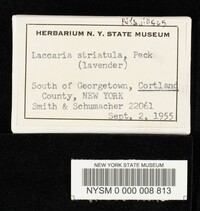 HERBARIUM N. Y. STATE MUSEUM
Laccaria striatula, Peck
(lavender)
South of Georgetown, Cortland
County, NEW YORK
Smith & Schumacher 22061
Sept. 2, 1955
NEW YORK STATE MUSEUM
NYSM 0 000 008 813